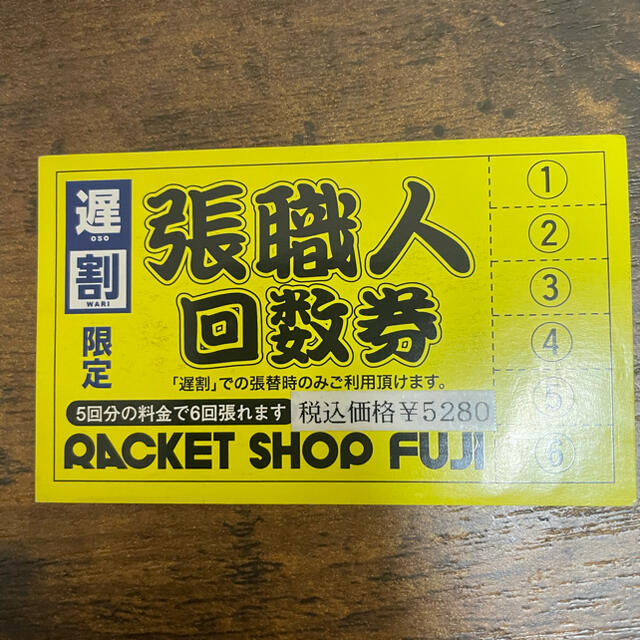 遅
OSO
割
WARI
限定
張職人
回数券
「遅割」での張替時のみご利用頂けます。
5回分の料金で6回張れます
税込価格￥5280
RACKET SHOP FUJI
①
②
③
④
⑤
⑥